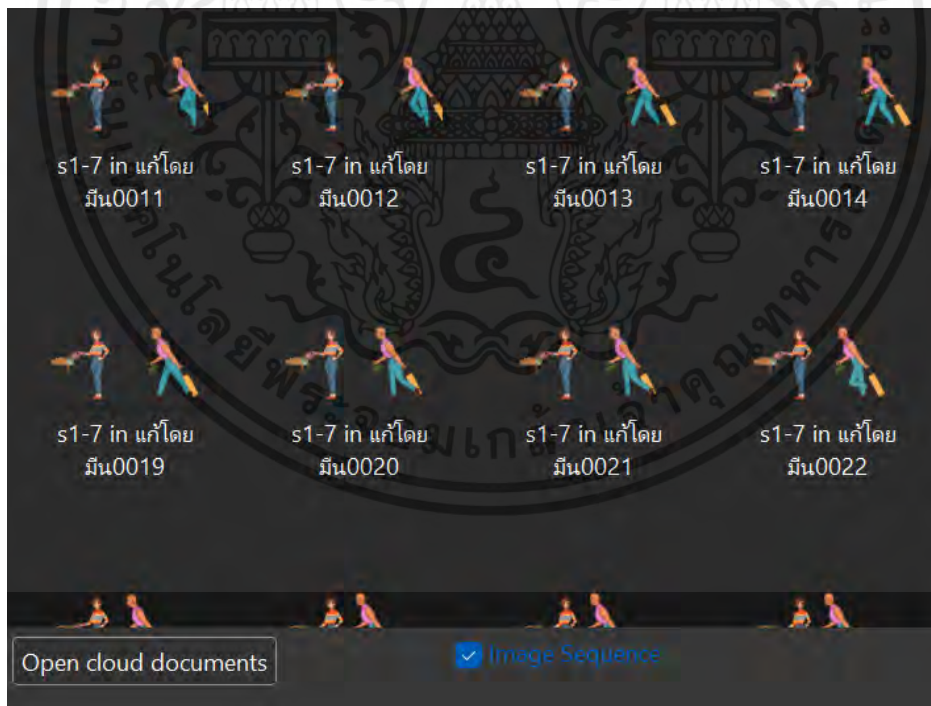 s1-7 in แก้โดย
มีน0011
s1-7 in แก้โดย
มีน0012
s1-7 in แก้โดย
มีน0013
s1-7 in แก้โดย
มีน0014
s1-7 in แก้โดย
มีน0019
s1-7 in แก้โดย
มีน0020
s1-7 in แก้โดย
มีน0021
s1-7 in แก้โดย
มีน0022
Open cloud documents
Image Sequence